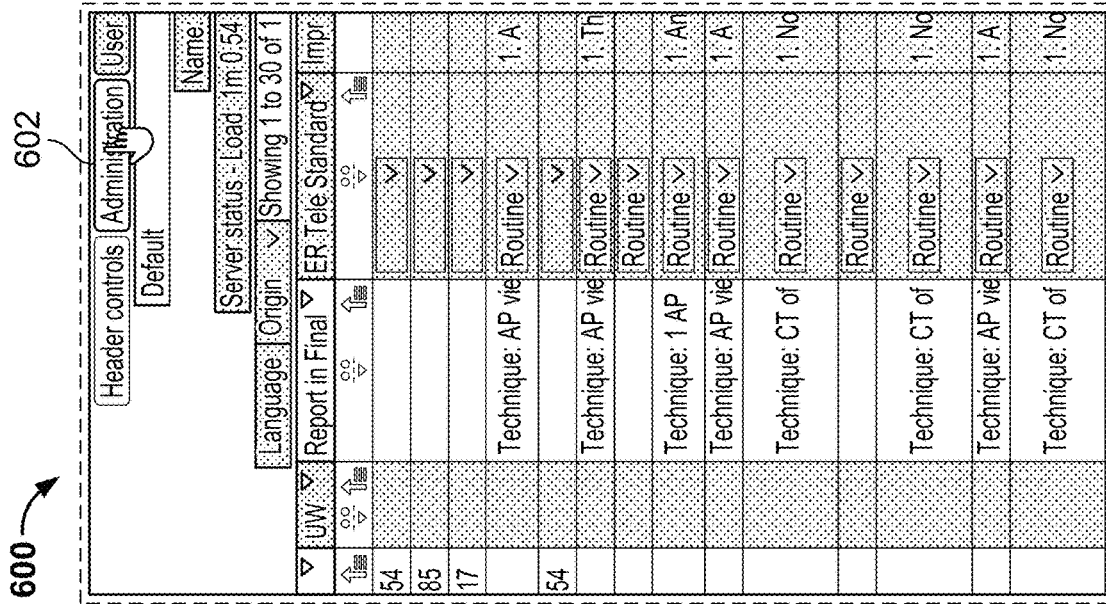 600
602
Header controls Administration User
Default
Name:
Server status - Load: 1m 0.54
Language: Origin: Showing 1 to 30 of 1
UW Report in Final ER Tele Standard Impr
54
85
17
Technique: AP vie Routine 1. A
54
Technique: AP vie Routine 1. Th
Routine
Technique: 1 AP Routine 1. An
Technique: AP vie Routine 1. A
Technique: CT of Routine 1. No
Routine
Technique: CT of Routine 1. No
Technique: AP vie Routine 1. A
Technique: CT of Routine 1. No